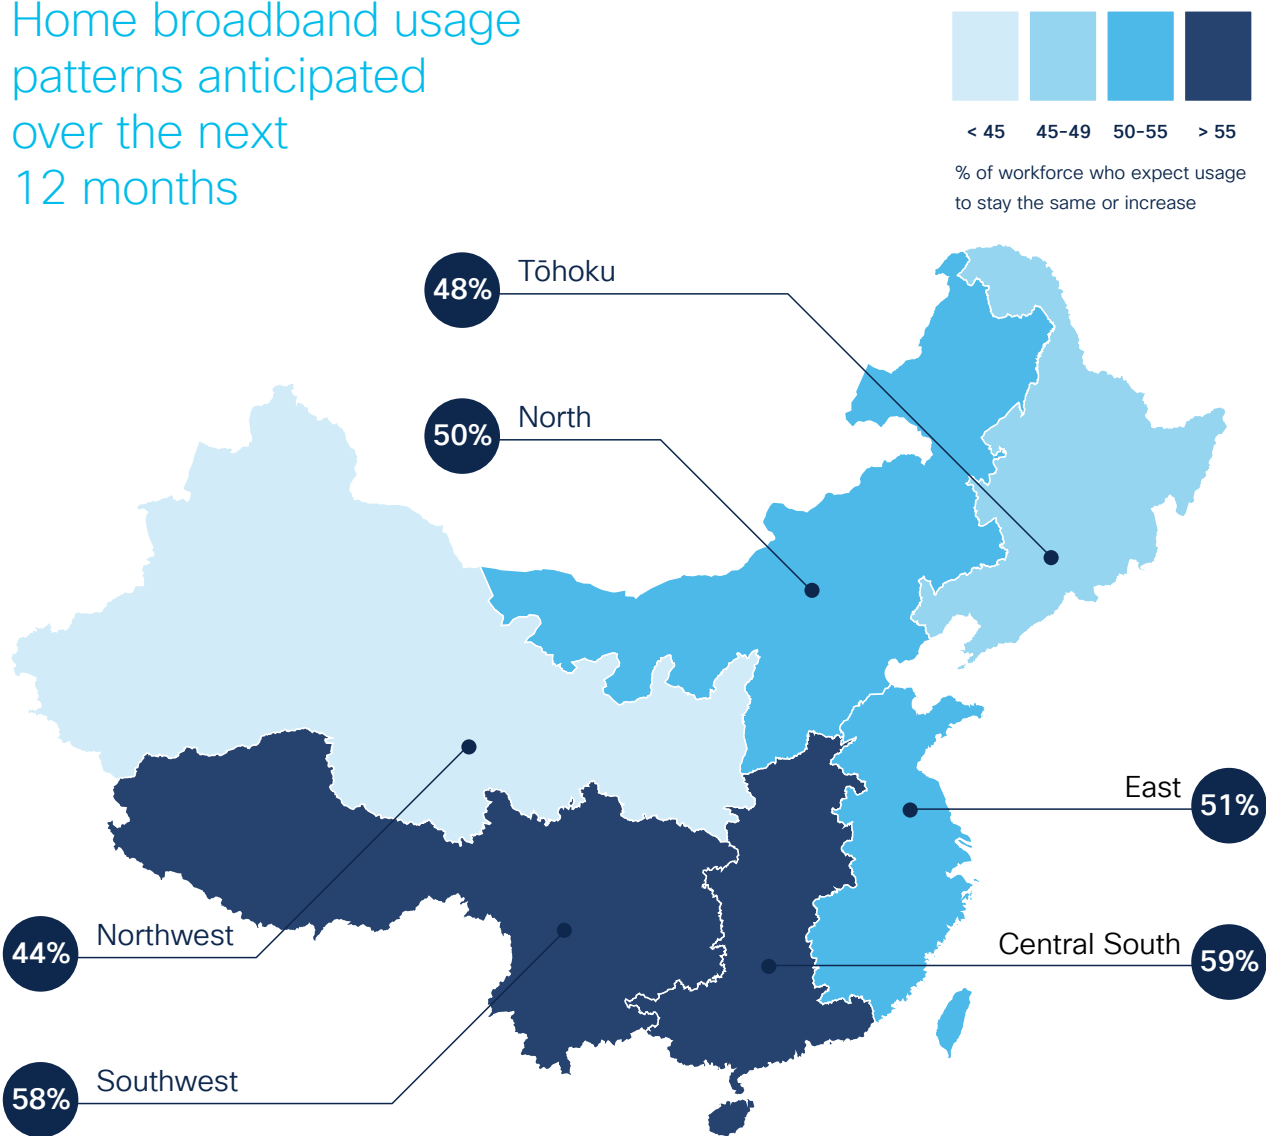 Home broadband usage
patterns anticipated
over the next
12 months
< 45
45-49
50-55
> 55
% of workforce who expect usage
to stay the same or increase
48%
Tōhoku
50%
North
East
51%
44%
Northwest
Central South
59%
58%
Southwest